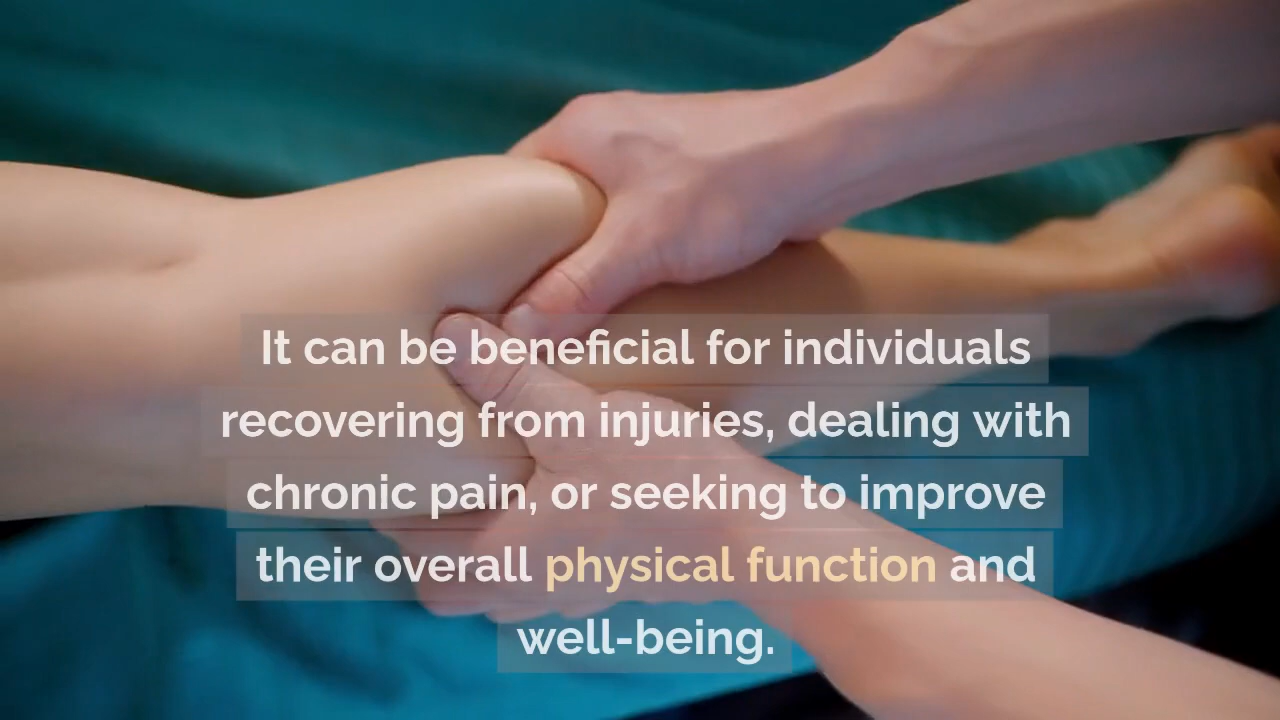 It can be beneficial for individuals
recovering from injuries, dealing with
chronic pain, or seeking to improve
their overall physical function and
well-being.